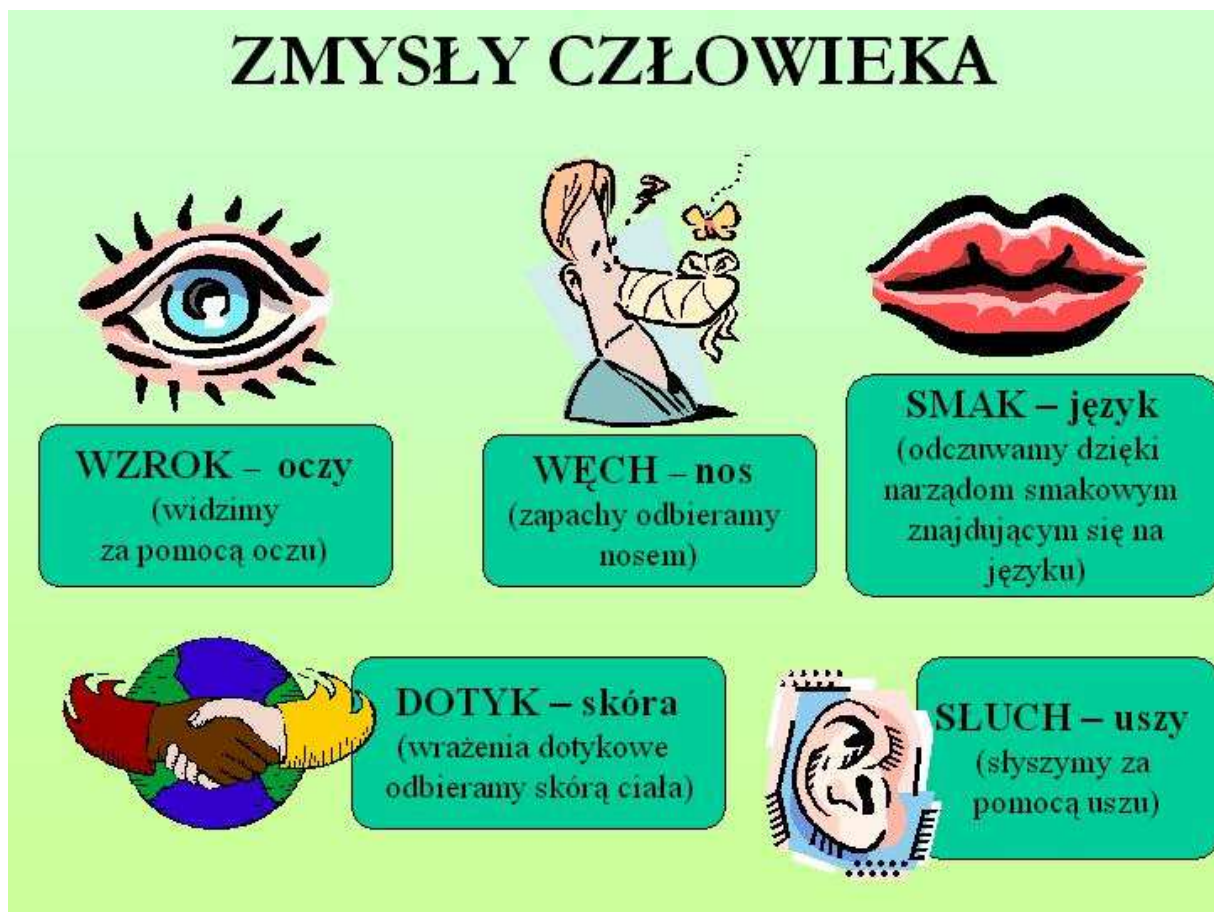 ZMYSŁY CZŁOWIEKA
WZROK – oczy
(widzimy
za pomocą oczu)
WĘCH – nos
(zapachy odbieramy
nosem)
SMAK – język
(odczuwamy dzięki
narządom smakowym
znajdującym się na
języku)
DOTYK – skóra
(wrażenia dotykowe
odbieramy skórą ciała)
SŁUCH – uszy
(słyszymy za
pomocą uszu)